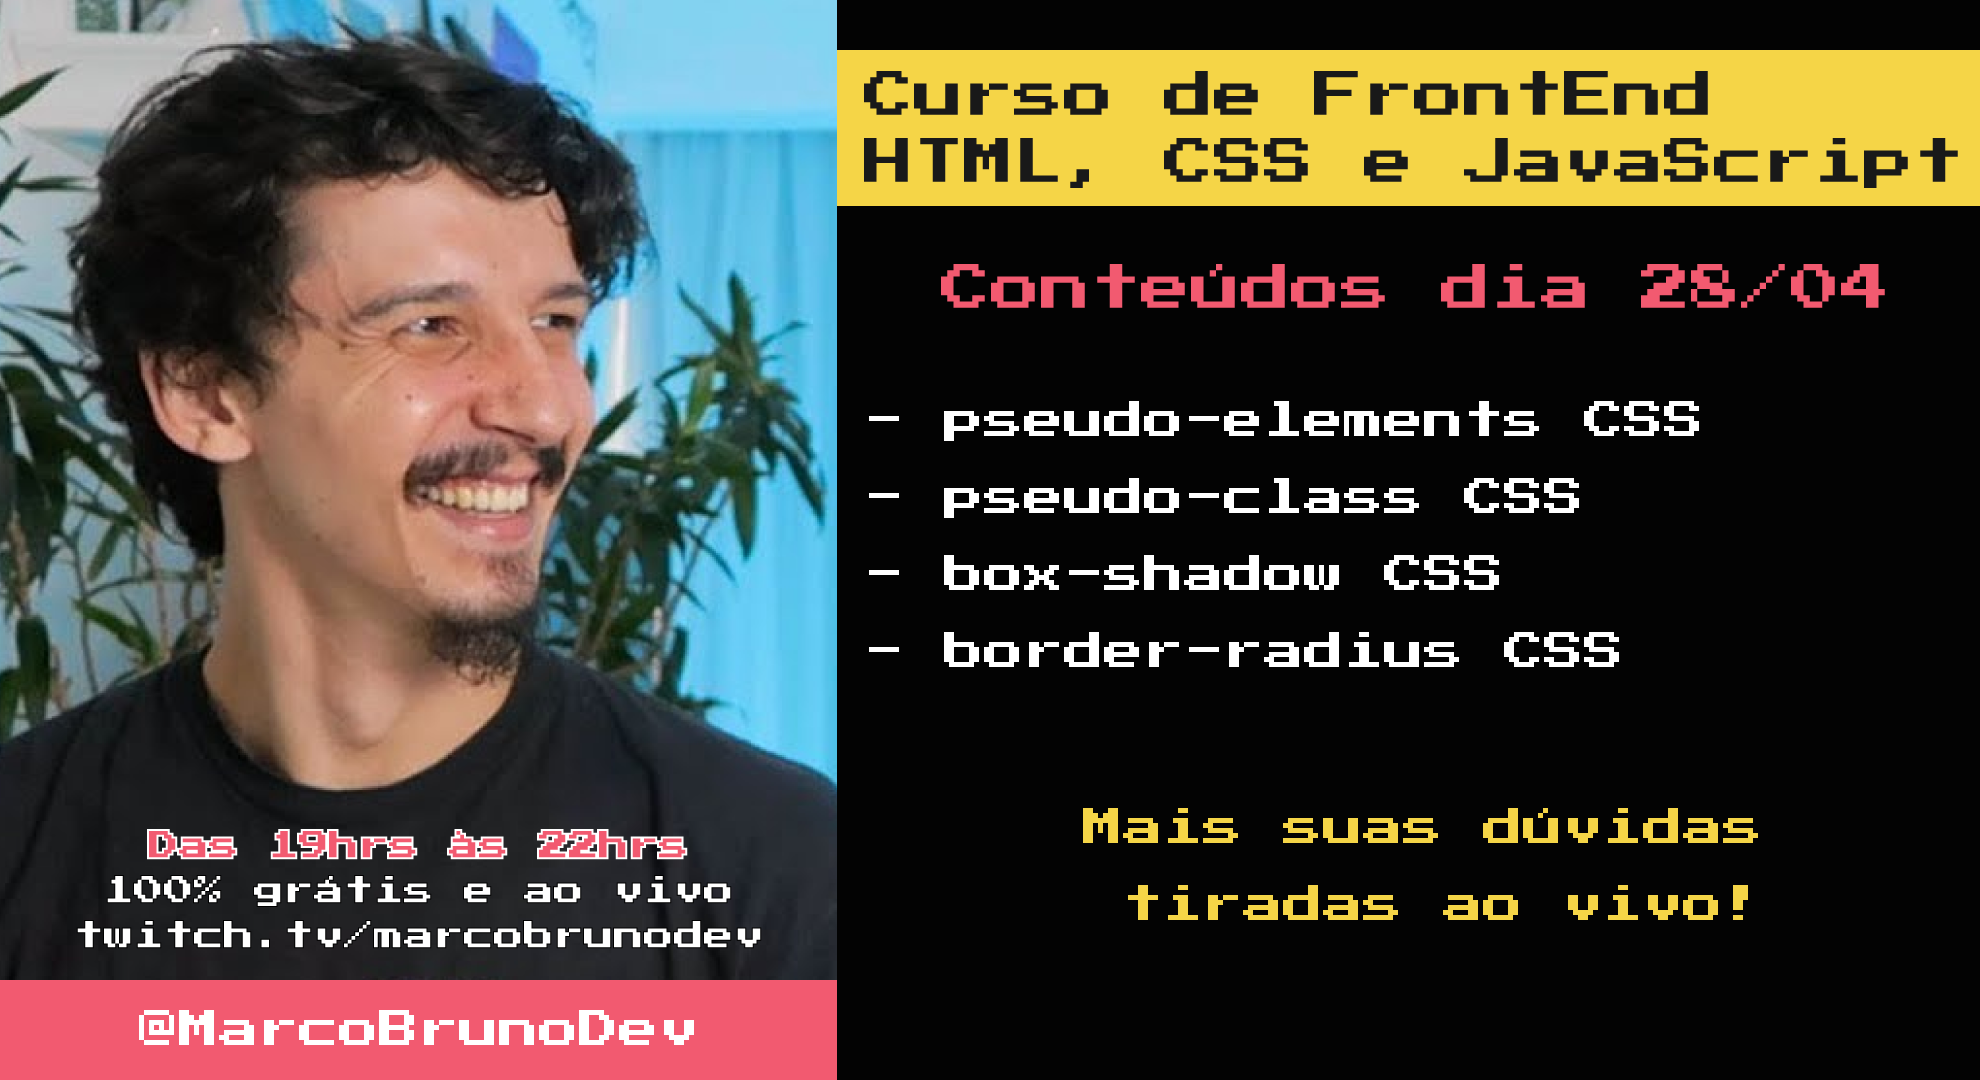 Curso de FrontEnd
HTML, CSS e JavaScript
Conteúdos dia 28/04
- pseudo-elements CSS
- pseudo-class CSS
- box-shadow CSS
- border-radius CSS
Mais suas dúvidas
tiradas ao vivo!
Das 19hrs às 22hrs
100% grátis e ao vivo
twitch.tv/marcobrunodev
@MarcoBrunoDev